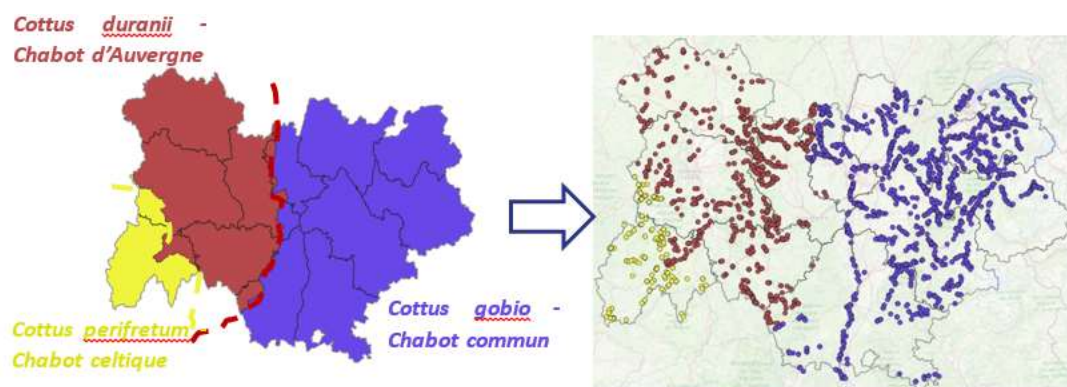 Cottus duranii -
Chabot d'Auvergne
Cottus perifretum -
Chabot celtique
Cottus gobio -
Chabot commun